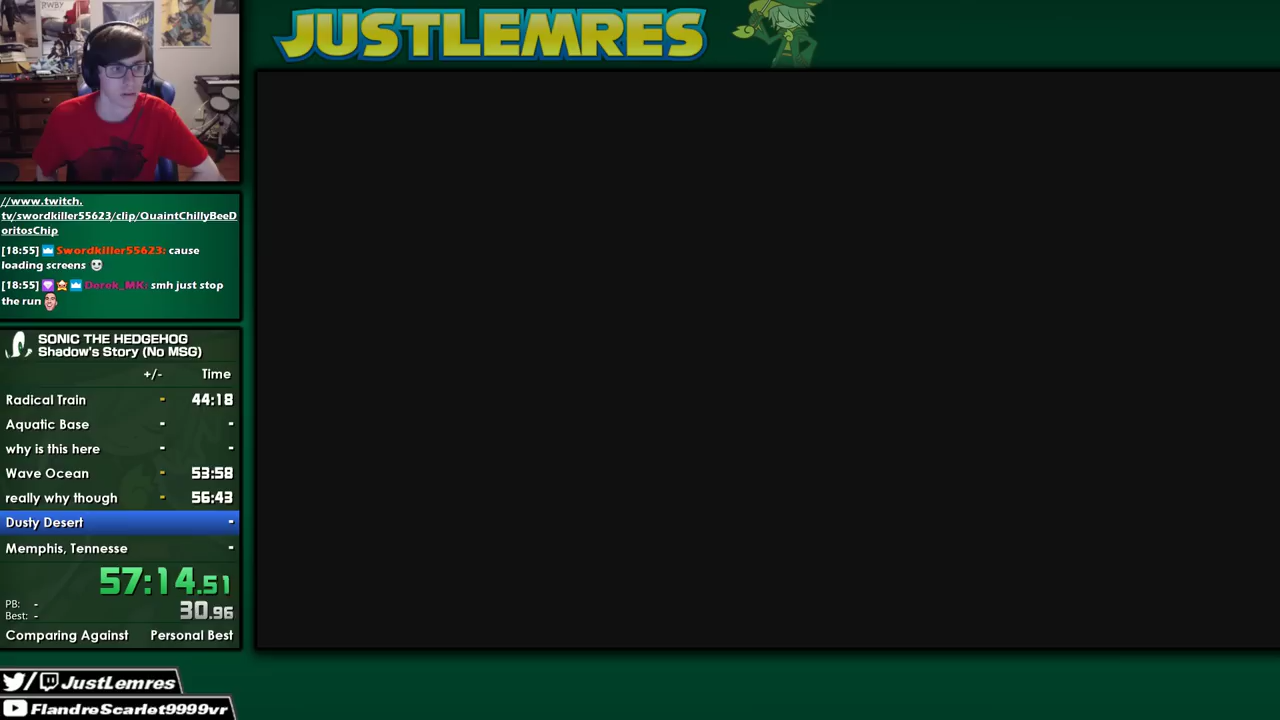 RWBY
JUSTLEMRES
//www.twitch.
tv/swordkiller55623/clip/QuaintChillyBeeD
oritosChip
[18:55] Swordkiller55623: cause
loading screens
[18:55] Derek_MK: smh just stop
the run
SONIC THE HEDGEHOG
Shadow's Story (No MSG)
+/- Time
Radical Train - 44:18
Aquatic Base - -
why is this here - -
Wave Ocean - 53:58
really why though - 56:43
Dusty Desert -
Memphis, Tennesse -
57:14.51
PB: -
Best: - 30.96
Comparing Against Personal Best
/ JustLemres
FlandreScarlet9999vr